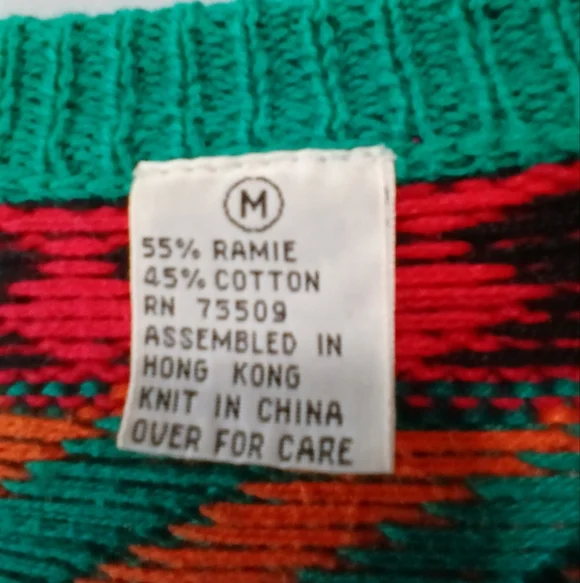 M
55% RAMIE
45% COTTON
RN 75509
ASSEMBLED IN
HONG KONG
KNIT IN CHINA
OVER FOR CARE